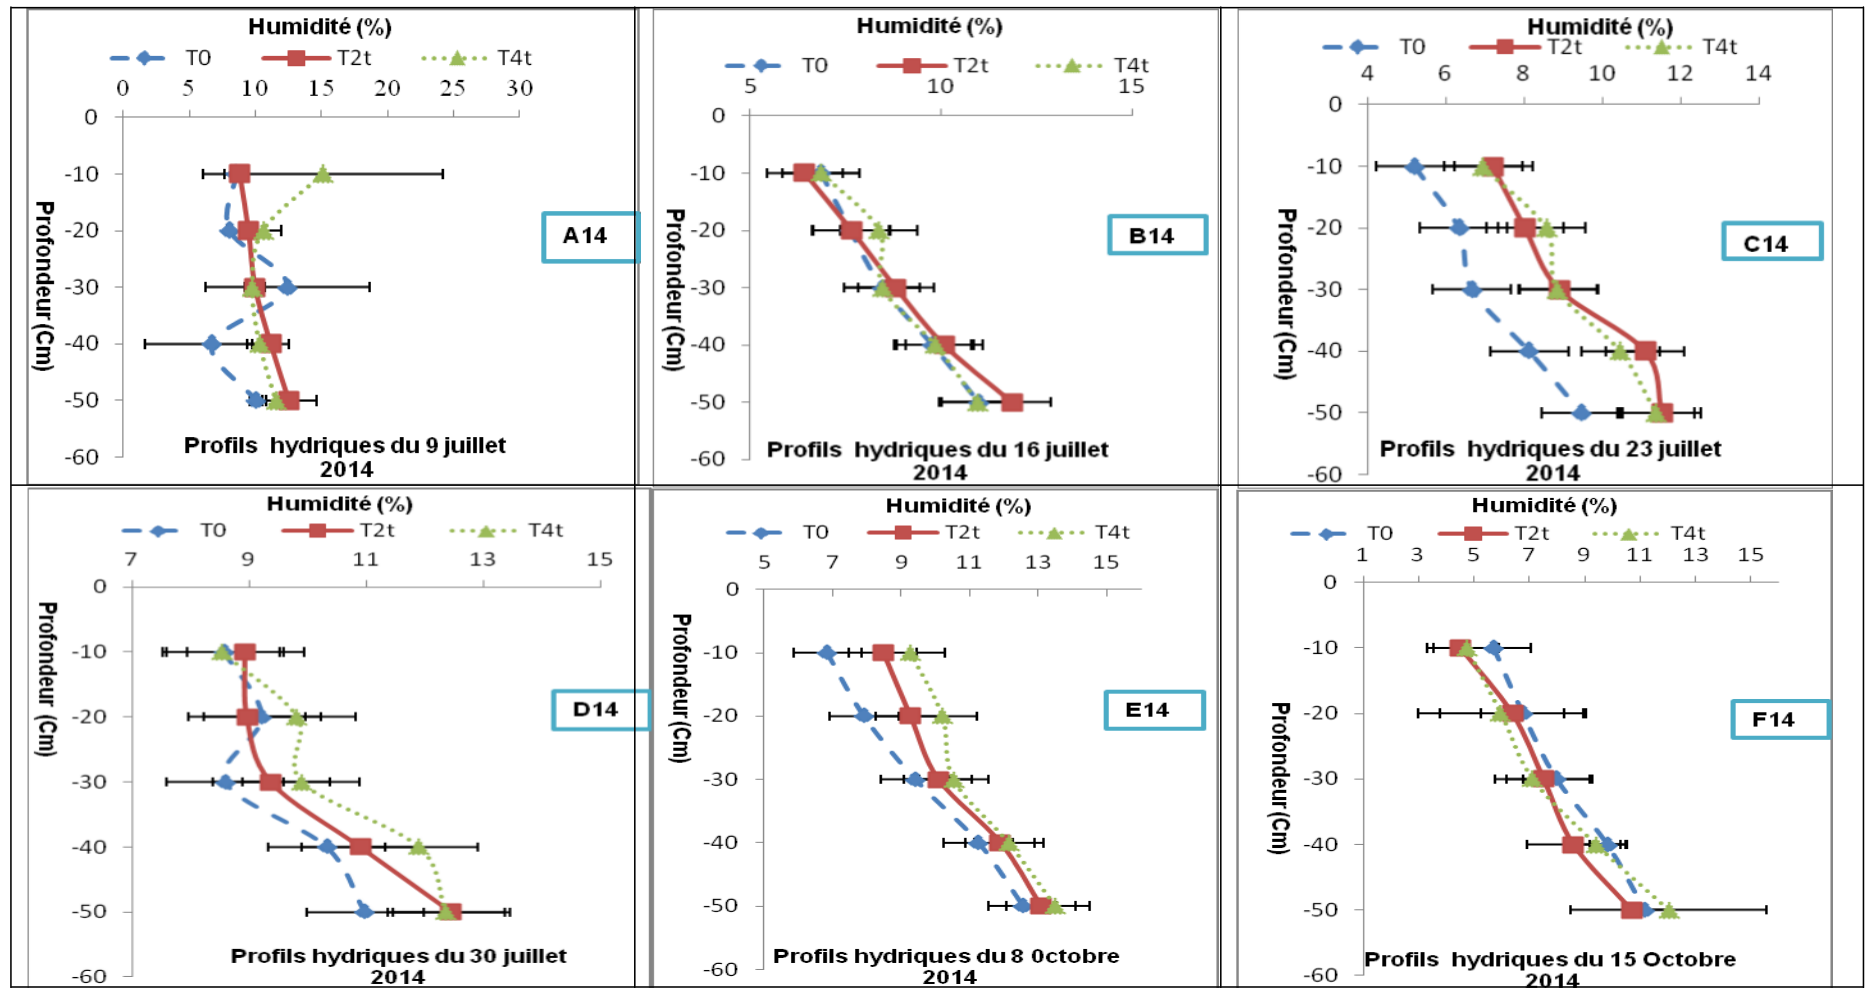 Humidité (%)
T0 T2t T4t
0 5 10 15 20 25 30
0
-10
-20
-30
-40
-50
-60
Profondeur (Cm)
A14
Profils hydriques du 9 juillet
2014
Humidité (%)
T0 T2t T4t
5 10 15
0
-10
-20
-30
-40
-50
-60
Profondeur (Cm)
B14
Profils hydriques du 16 juillet
2014
Humidité (%)
T0 T2t T4t
4 6 8 10 12 14
0
-10
-20
-30
-40
-50
-60
Profondeur (Cm)
C14
Profils hydriques du 23 juillet
2014
Humidité (%)
T0 T2t T4t
7 9 11 13 15
0
-10
-20
-30
-40
-50
-60
Profondeur (Cm)
D14
Profils hydriques du 30 juillet
2014
Humidité (%)
T0 T2t T4t
5 7 9 11 13 15
0
-10
-20
-30
-40
-50
-60
Profondeur (Cm)
E14
Profils hydriques du 8 0ctobre
2014
Humidité (%)
T0 T2t T4t
1 3 5 7 9 11 13 15
0
-10
-20
-30
-40
-50
-60
Profondeur (Cm)
F14
Profils hydriques du 15 Octobre
2014